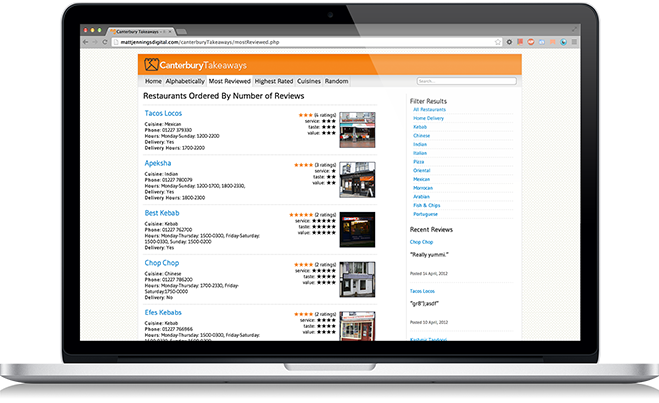 Canterbury Takeaways
mattjenningsdigital.com/canterburyTakeaways/mostReviewed.php
CanterburyTakeaways
Home Alphabetically Most Reviewed Highest Rated Cuisines Random
Search...
Restaurants Ordered By Number of Reviews
Tacos Locos
★★★ (4 ratings)
service: ★★★
taste: ★★★
value: ★★★
Cuisine: Mexican
Phone: 01227 379330
Hours: Monday-Sunday: 1200-2200
Delivery: Yes
Delivery Hours: 1700-2200
Apeksha
★★★★ (3 ratings)
service: ★
taste: ★★
value: ★★
Cuisine: Indian
Phone: 01227 780079
Hours: Monday-Sunday: 1200-1700, 1800-2330,
Delivery: Yes
Delivery Hours: 1800-2300
Best Kebab
★★★★★ (2 ratings)
service: ★★★★★
taste: ★★★★★
value: ★★★★★
Cuisine: Kebab
Phone: 01227 762700
Hours: Monday-Thursday: 1500-0300, Friday-Saturday:
1500-0330, Sunday: 1500-0200
Delivery: Yes
Chop Chop
★★★★ (2 ratings)
service: ★★★★★
taste: ★★★★★
value: ★★★★
Cuisine: Chinese
Phone: 01227 786200
Hours: Monday-Thursday: 1700-2330, Friday-
Saturday:1750-0000
Delivery: No
Efes Kebabs
★★★★ (2 ratings)
service: ★★★★
taste: ★★★★
value: ★★★★
Cuisine: Kebab
Phone: 01227 766966
Hours: Monday-Thursday: 1500-0300, Friday-Saturday:
Filter Results
All Restaurants
Home Delivery
Kebab
Chinese
Indian
Italian
Pizza
Oriental
Mexican
Morrocan
Arabian
Fish & Chips
Portuguese
Recent Reviews
Chop Chop
"Really yummi."
Posted 14 April, 2012
Tacos Locos
"gr8');asdf"
Posted 10 April, 2012